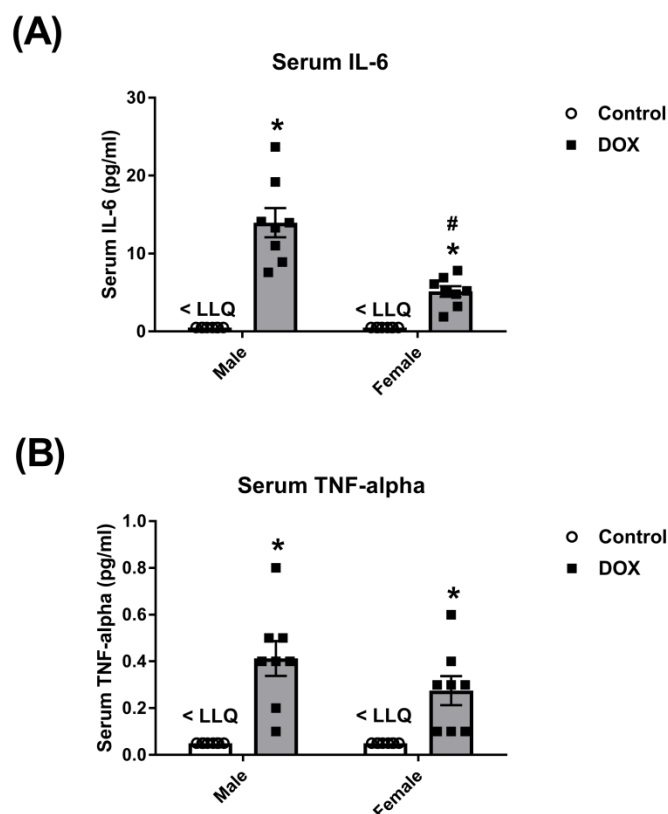 (A)
Serum IL-6
Serum IL-6 (pg/ml)
30
20
10
0
*
#
*
< LLQ
< LLQ
Male
Female
Control
DOX
(B)
Serum TNF-alpha
Serum TNF-alpha (pg/ml)
1.0
0.8
0.6
0.4
0.2
0.0
*
*
< LLQ
< LLQ
Male
Female
Control
DOX